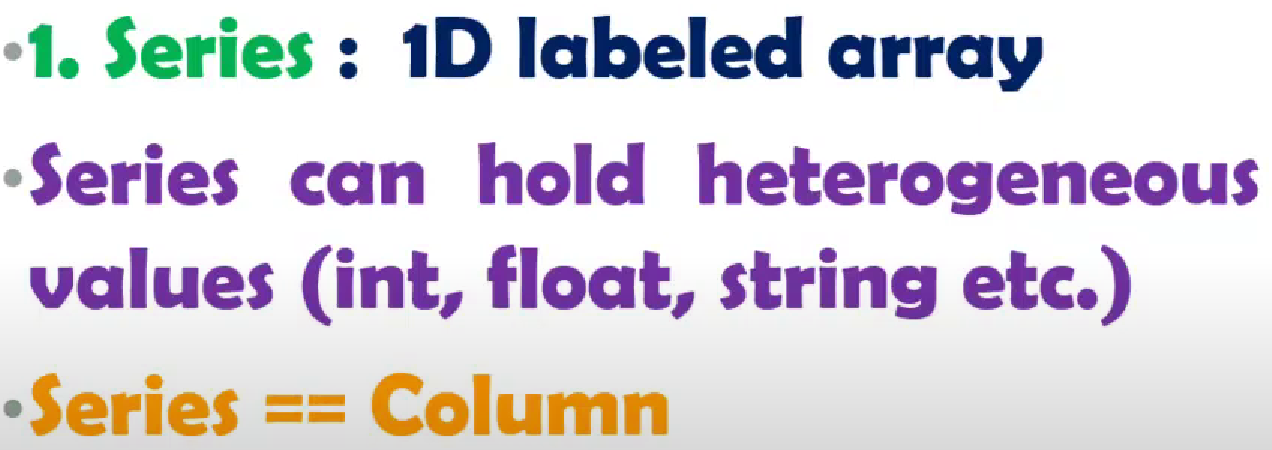 •1. Series : 1D labeled array
•Series can hold heterogeneous
values (int, float, string etc.)
•Series == Column